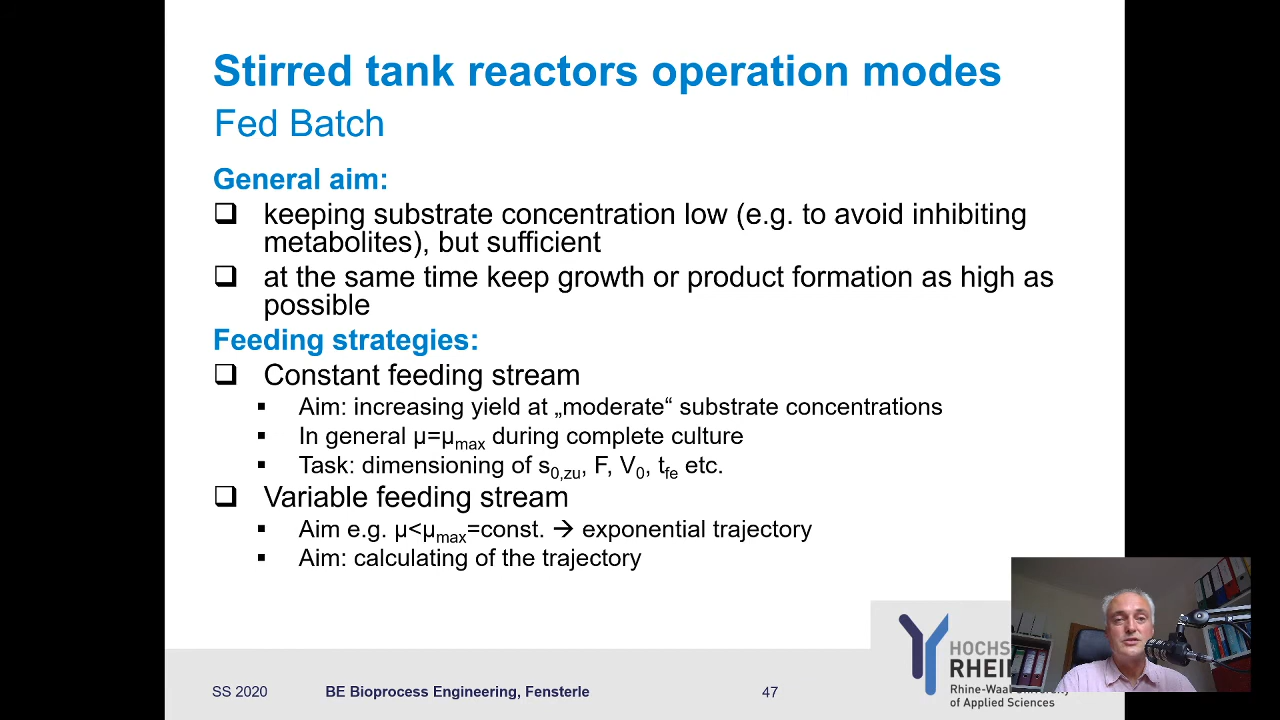 Stirred tank reactors operation modes
Fed Batch
General aim:
❑ keeping substrate concentration low (e.g. to avoid inhibiting
metabolites), but sufficient
❑ at the same time keep growth or product formation as high as
possible
Feeding strategies:
❑ Constant feeding stream
▪ Aim: increasing yield at „moderate“ substrate concentrations
▪ In general µ=µmax during complete culture
▪ Task: dimensioning of s0,zu, F, V0, tfe etc.
❑ Variable feeding stream
▪ Aim e.g. µ<µmax=const. → exponential trajectory
▪ Aim: calculating of the trajectory
SS 2020 BE Bioprocess Engineering, Fensterle 47
Rhine-Waal
of Applied Sciences